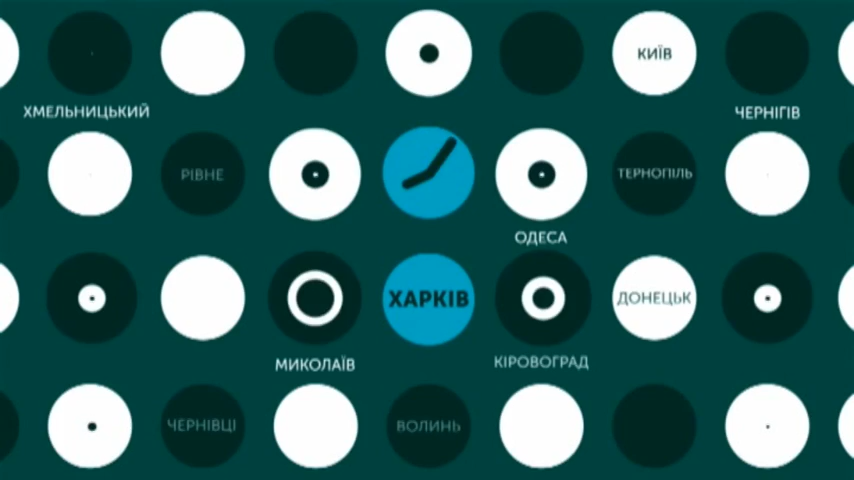 КИЇВ
ХМЕЛЬНИЦЬКИЙ
ЧЕРНІГІВ
РІВНЕ
ТЕРНОПІЛЬ
ОДЕСА
ХАРКІВ
ДОНЕЦЬК
МИКОЛАЇВ
КІРОВОГРАД
ЧЕРНІВЦІ
ВОЛИНЬ